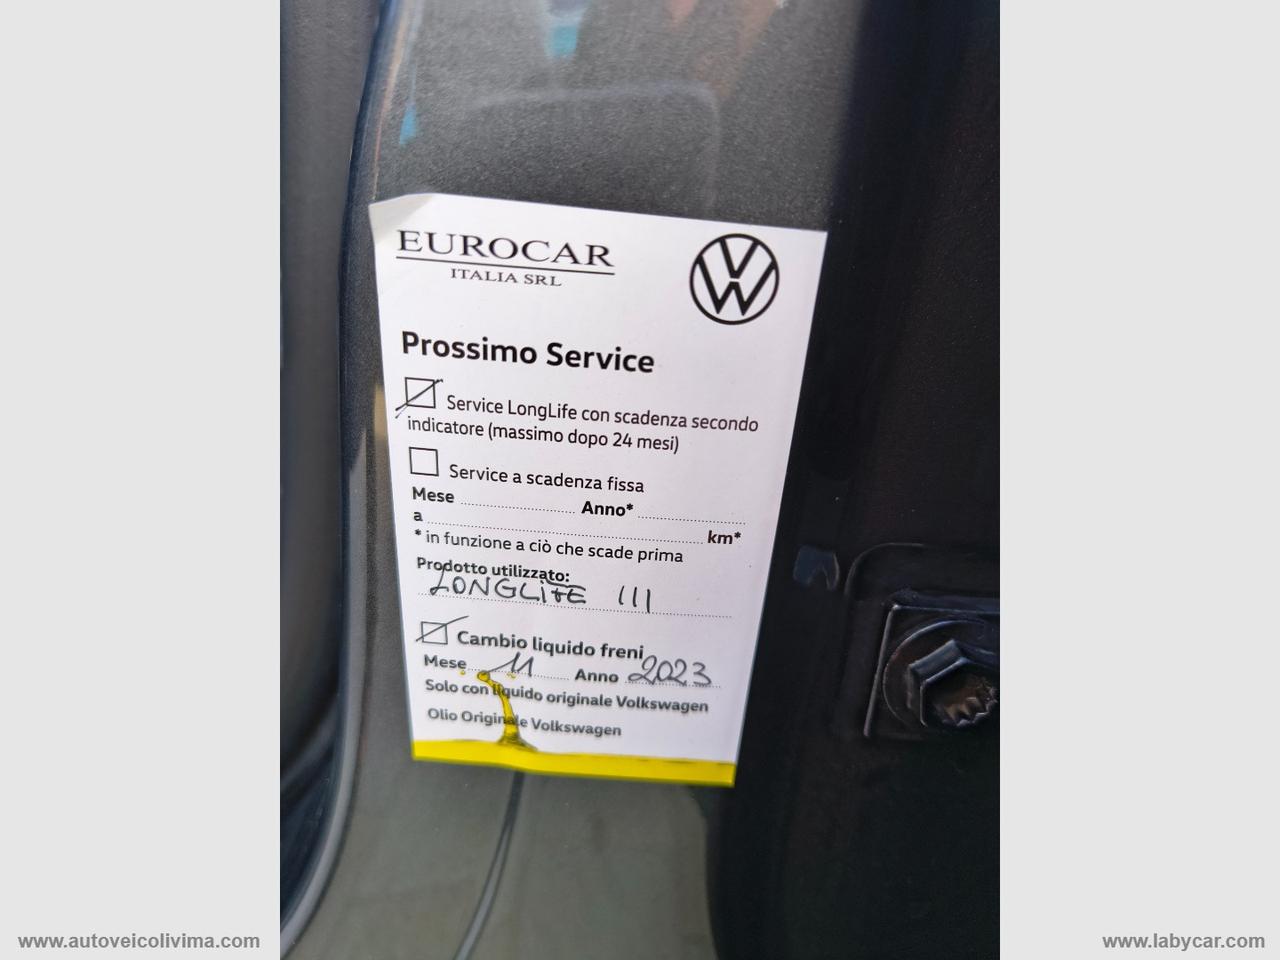 EUROCAR
ITALIA SRL
Prossimo Service
Service LongLife con scadenza secondo
indicatore (massimo dopo 24 mesi)
Service a scadenza fissa
Mese Anno*
a km*
* in funzione a ciò che scade prima
Prodotto utilizzato:
LONGLIFE III
Cambio liquido freni
Mese 11 Anno 2023
Solo con liquido originale Volkswagen
Olio Originale Volkswagen
www.autoveicolivima.com
www.labycar.com